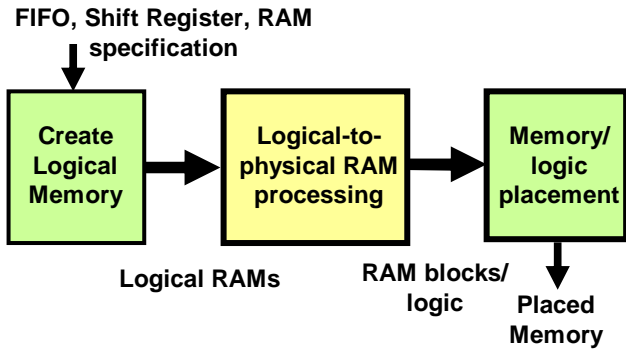 FIFO, Shift Register, RAM
specification
Create
Logical
Memory
Logical-to-
physical RAM
processing
Memory/
logic
placement
Logical RAMs
RAM blocks/
logic
Placed
Memory